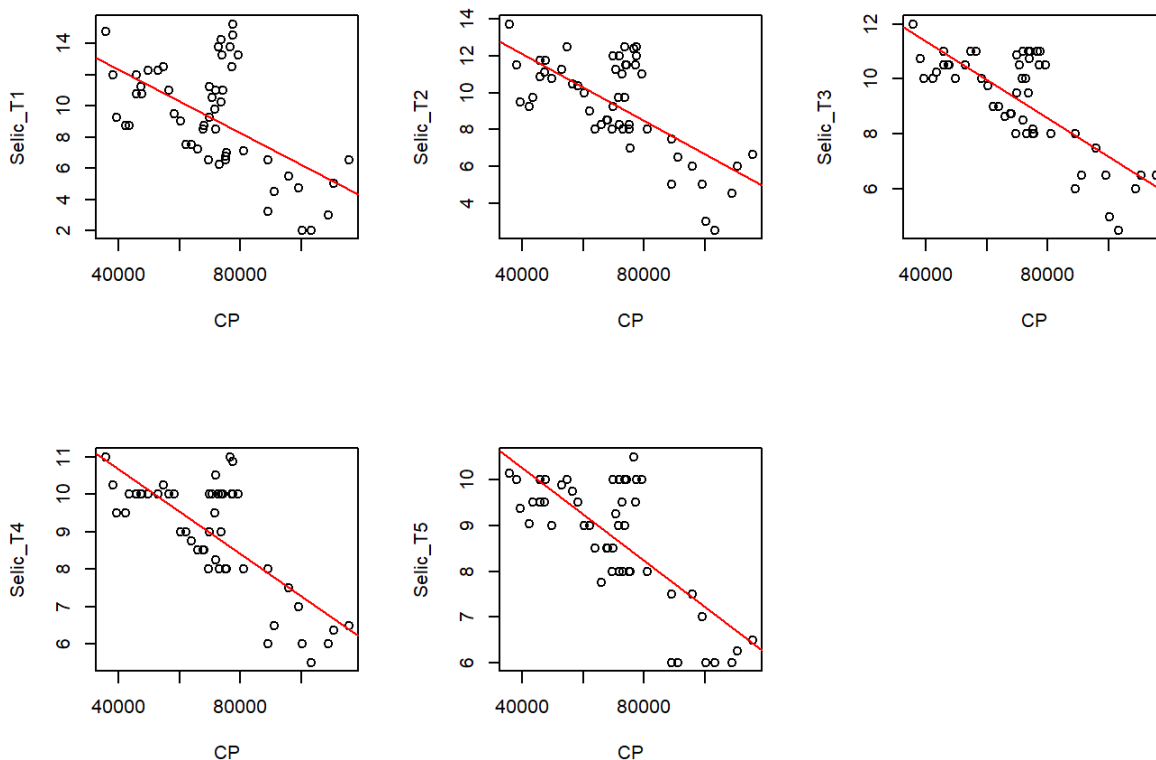 Selic_T1
2 4 6 8 10 14
40000 80000
CP
Selic_T2
4 6 8 10 12 14
40000 80000
CP
Selic_T3
6 8 10 12
40000 80000
CP
Selic_T4
6 7 8 9 10 11
40000 80000
CP
Selic_T5
6 7 8 9 10
40000 80000
CP